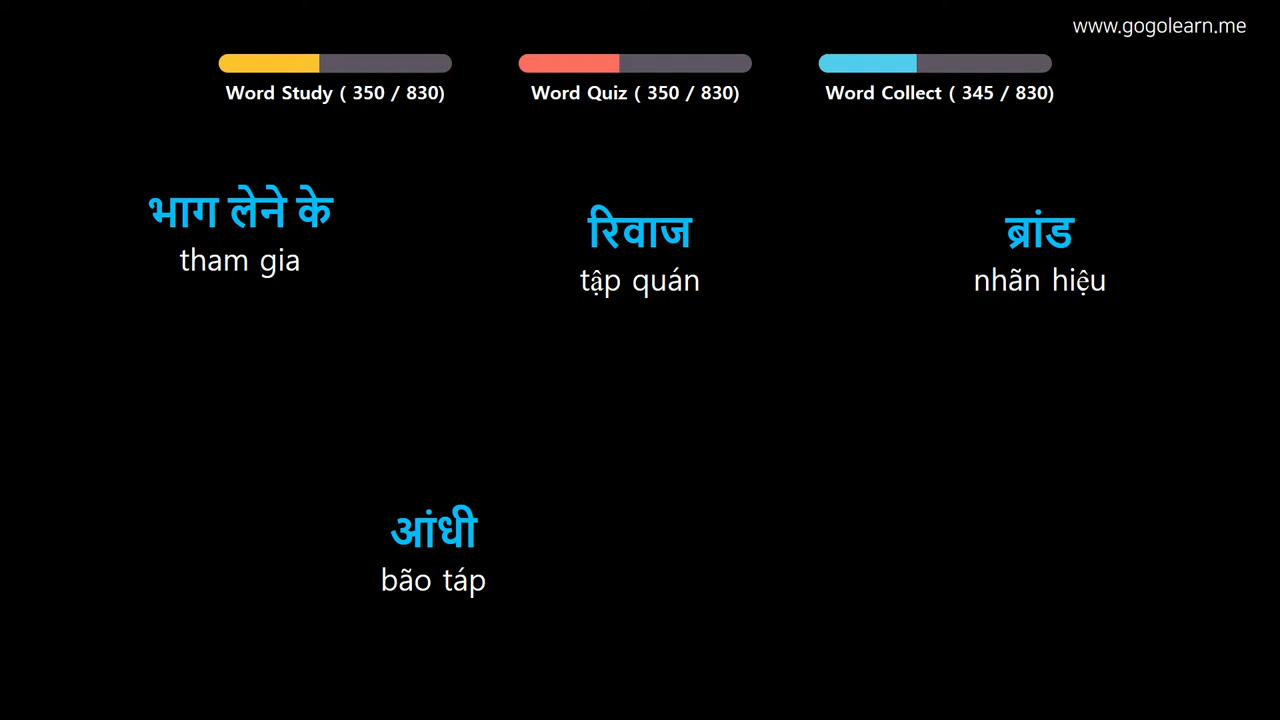 www.gogolearn.me
Word Study ( 350 / 830)
Word Quiz ( 350 / 830)
Word Collect ( 345 / 830)
भाग लेने के
tham gia
रिवाज
tập quán
ब्रांड
nhãn hiệu
आंधी
bão táp